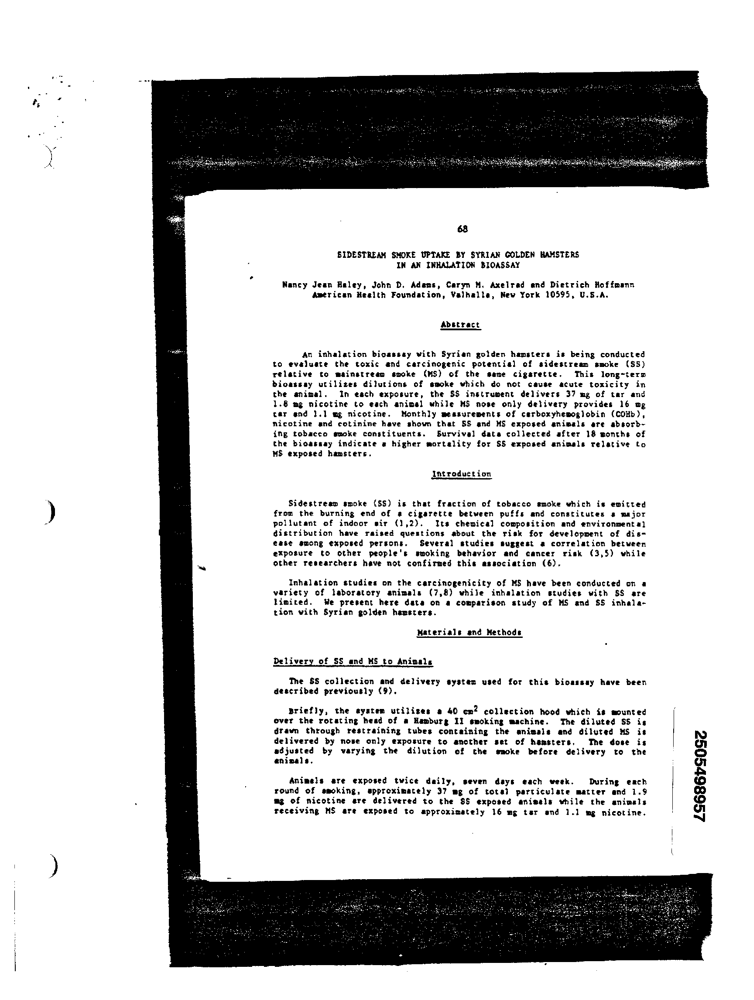 68
SIDESTREAM SMOKE UPTAKE BY SYRIAN GOLDEN HAMSTERS
IN AN INHALATION BIOASSAY
Nancy Jean Haley, John D. Adams, Caryn M. Axelrad and Dietrich Hoffmann
American Health Foundation, Valhalla, New York 10595, U.S.A.
Abstract
An inhalation bioassay with Syrian golden hamsters is being conducted
to evaluate the toxic and carcinogenic potential of sidestream smoke (SS)
relative to mainstream smoke (MS) of the same cigarette. This long-term
bioassay utilizes dilutions of smoke which do not cause acute toxicity in
the animal. In each exposure, the SS instrument delivers 37 mg of tar and
1.8 mg nicotine to each animal while MS nose only delivery provides 16 mg
tar and 1.1 mg nicotine. Monthly measurements of carboxyhemoglobin (COHb),
nicotine and cotinine have shown that SS and MS exposed animals are absorb-
ing tobacco smoke constituents. Survival data collected after 18 months of
the bioassay indicate a higher mortality for SS exposed animals relative to
MS exposed hamsters.
Introduction
Sidestream smoke (SS) is that fraction of tobacco smoke which is emitted
from the burning end of a cigarette between puffs and constitutes a major
pollutant of indoor air (1,2). Its chemical composition and environmental
distribution have raised questions about the risk for development of dis-
ease among exposed persons. Several studies suggest a correlation between
exposure to other people's smoking behavior and cancer risk (3,5) while
other researchers have not confirmed this association (6).
Inhalation studies on the carcinogenicity of MS have been conducted on a
variety of laboratory animals (7,8) while inhalation studies with SS are
limited. We present here data on a comparison study of MS and SS inhala-
tion with Syrian golden hamsters.
Materials and Methods
Delivery of SS and MS to Animals
The SS collection and delivery system used for this bioassay have been
described previously (9).
Briefly, the system utilizes a 40 cm² collection hood which is mounted
over the rotating head of a Hamburg II smoking machine. The diluted SS is
drawn through restraining tubes containing the animals and diluted MS is
delivered by nose only exposure to another set of hamsters. The dose is
adjusted by varying the dilution of the smoke before delivery to the
animals.
Animals are exposed twice daily, seven days each week. During each
round of smoking, approximately 37 mg of total particulate matter and 1.9
mg of nicotine are delivered to the SS exposed animals while the animals
receiving MS are exposed to approximately 16 mg tar and 1.1 mg nicotine.
2505498957